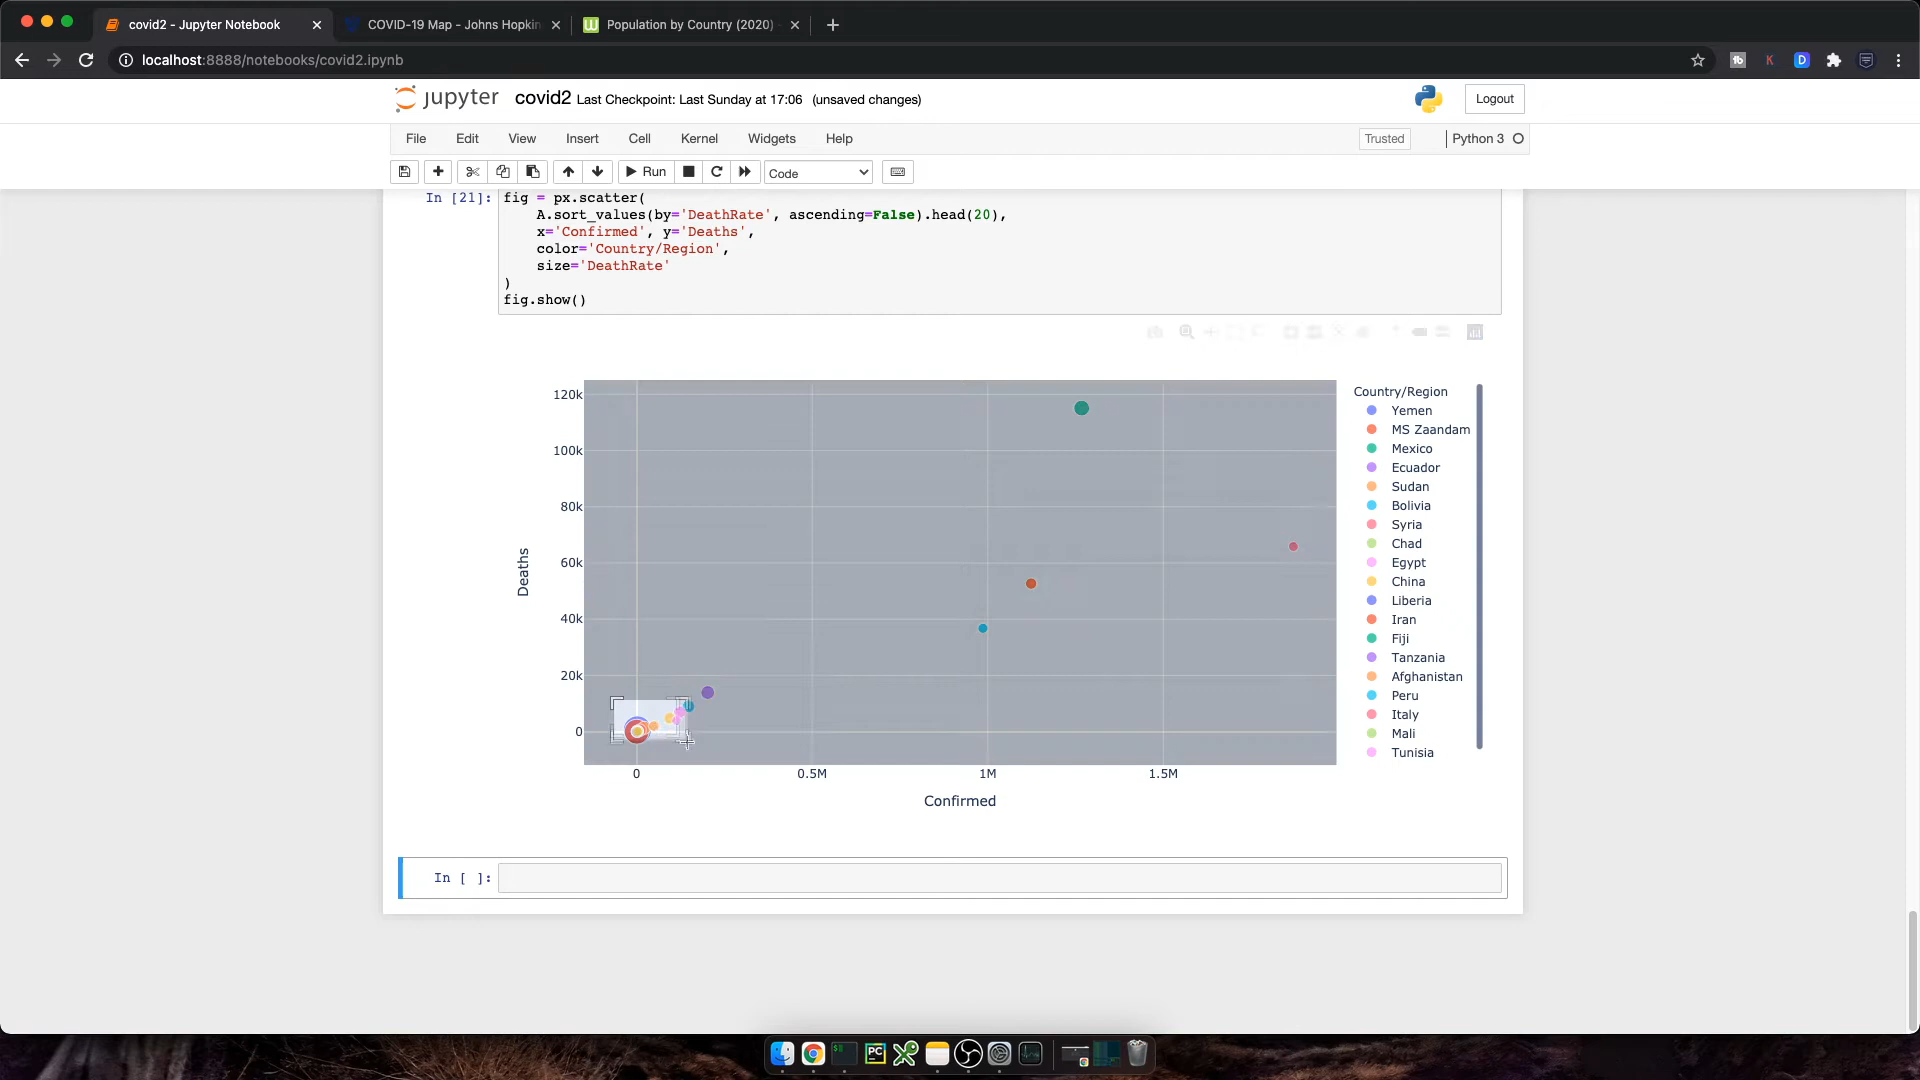 covid2 - Jupyter Notebook
COVID-19 Map - Johns Hopkin
Population by Country (2020)
localhost:8888/notebooks/covid2.ipynb
jupyter covid2 Last Checkpoint: Last Sunday at 17:06 (unsaved changes)
Logout
File Edit View Insert Cell Kernel Widgets Help
Trusted
Python 3
Run
Code
In [21]: fig = px.scatter(
A.sort_values(by='DeathRate', ascending=False).head(20),
x='Confirmed', y='Deaths',
color='Country/Region',
size='DeathRate'
)
fig.show()
120k
100k
80k
60k
40k
20k
0
Deaths
0 0.5M 1M 1.5M
Confirmed
Country/Region
Yemen
MS Zaandam
Mexico
Ecuador
Sudan
Bolivia
Syria
Chad
Egypt
China
Liberia
Iran
Fiji
Tanzania
Afghanistan
Peru
Italy
Mali
Tunisia
In [ ]: